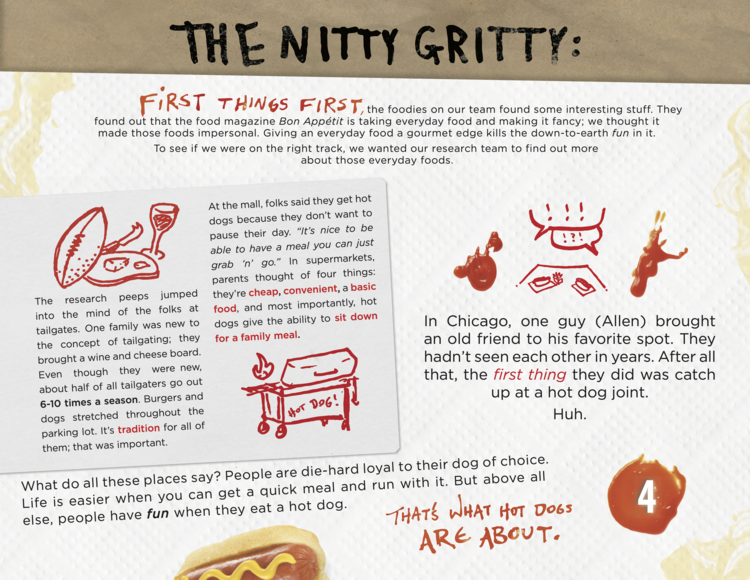 THE NITTY GRITTY:
FIRST THINGS FIRST, the foodies on our team found some interesting stuff. They
found out that the food magazine Bon Appétit is taking everyday food and making it fancy; we thought it
made those foods impersonal. Giving an everyday food a gourmet edge kills the down-to-earth fun in it.
To see if we were on the right track, we wanted our research team to find out more
about those everyday foods.
The research peeps jumped
into the mind of the folks at
tailgates. One family was new to
the concept of tailgating; they
brought a wine and cheese board.
Even though they were new,
about half of all tailgaters go out
6-10 times a season. Burgers and
dogs stretched throughout the
parking lot. It's tradition for all of
them; that was important.
At the mall, folks said they get hot
dogs because they don't want to
pause their day. "It's nice to be
able to have a meal you can just
grab 'n' go." In supermarkets,
parents thought of four things:
they're cheap, convenient, a basic
food, and most importantly, hot
dogs give the ability to sit down
for a family meal.
HOT DOG!
!?!
In Chicago, one guy (Allen) brought
an old friend to his favorite spot. They
hadn't seen each other in years. After all
that, the first thing they did was catch
up at a hot dog joint.
Huh.
What do all these places say? People are die-hard loyal to their dog of choice.
Life is easier when you can get a quick meal and run with it. But above all
else, people have fun when they eat a hot dog.
THAT'S WHAT HOT DOGS
ARE ABOUT.
4